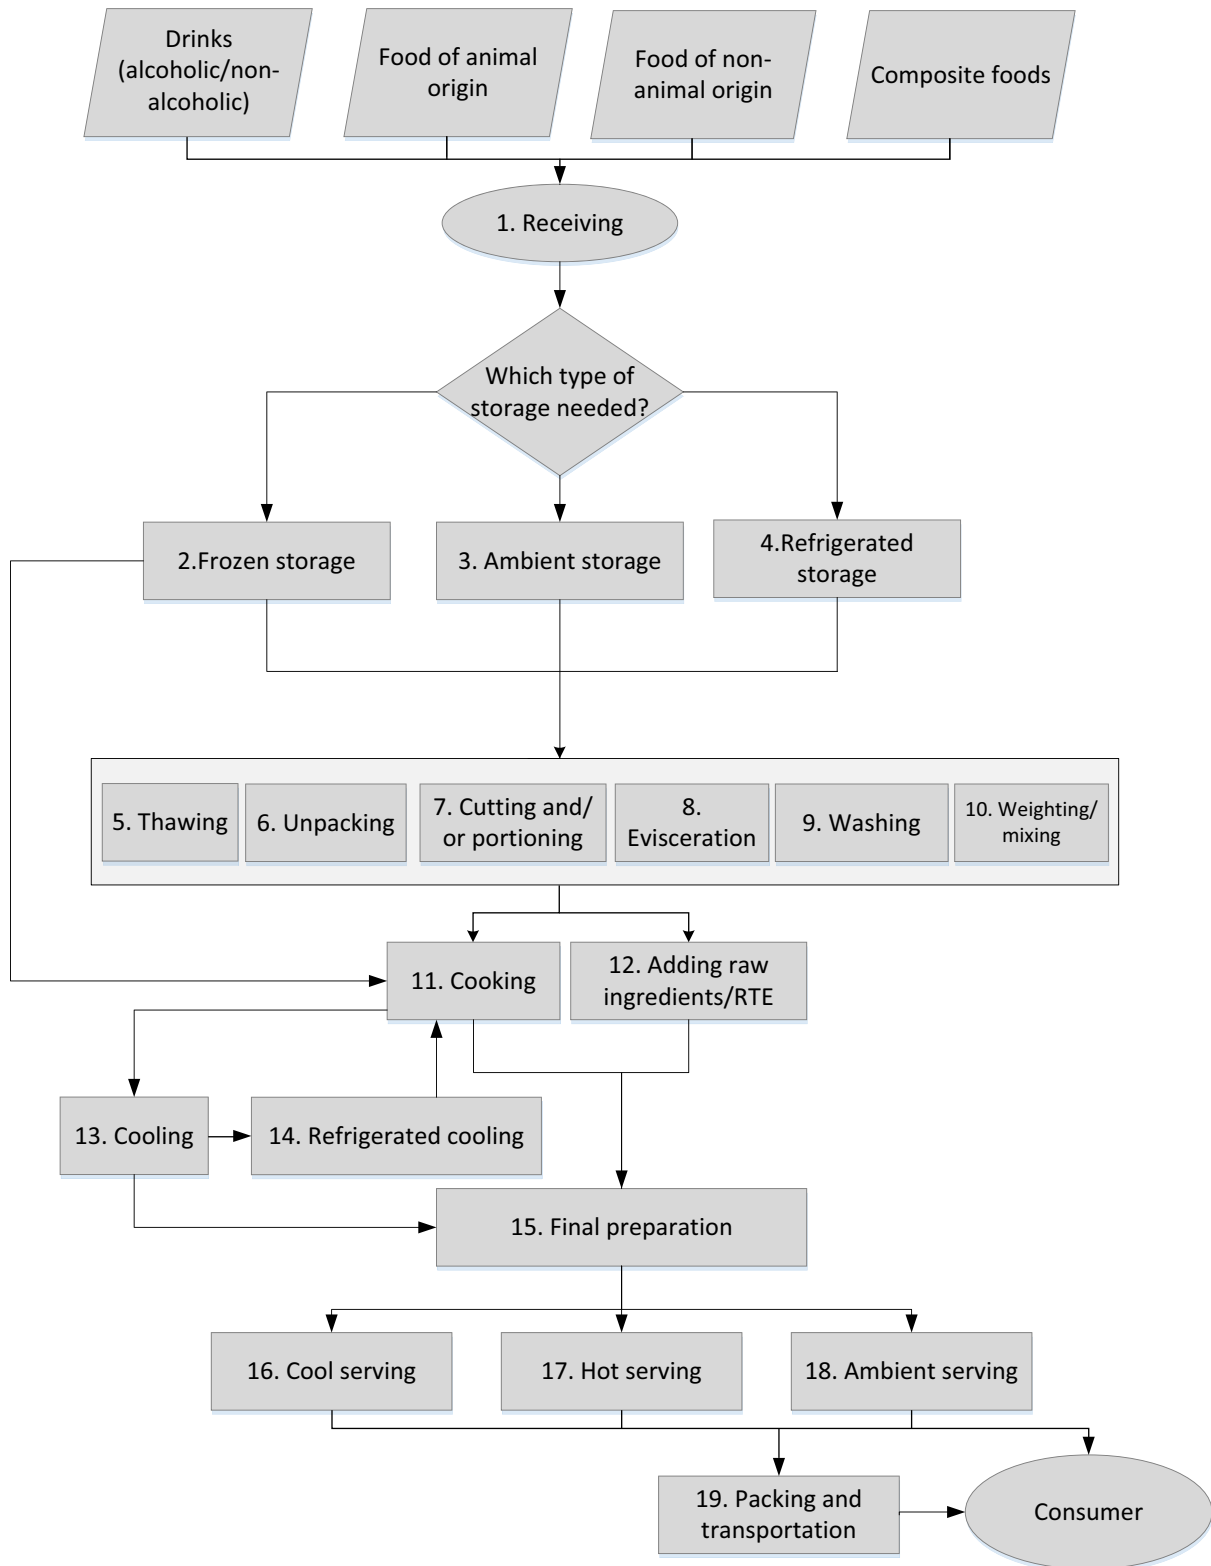 Drinks
(alcoholic/non-
alcoholic)
Food of animal
origin
Food of non-
animal origin
Composite foods
1. Receiving
Which type of
storage needed?
2.Frozen storage
3. Ambient storage
4.Refrigerated
storage
5. Thawing
6. Unpacking
7. Cutting and/
or portioning
8.
Evisceration
9. Washing
10. Weighting/
mixing
11. Cooking
12. Adding raw
ingredients/RTE
13. Cooling
14. Refrigerated cooling
15. Final preparation
16. Cool serving
17. Hot serving
18. Ambient serving
19. Packing and
transportation
Consumer